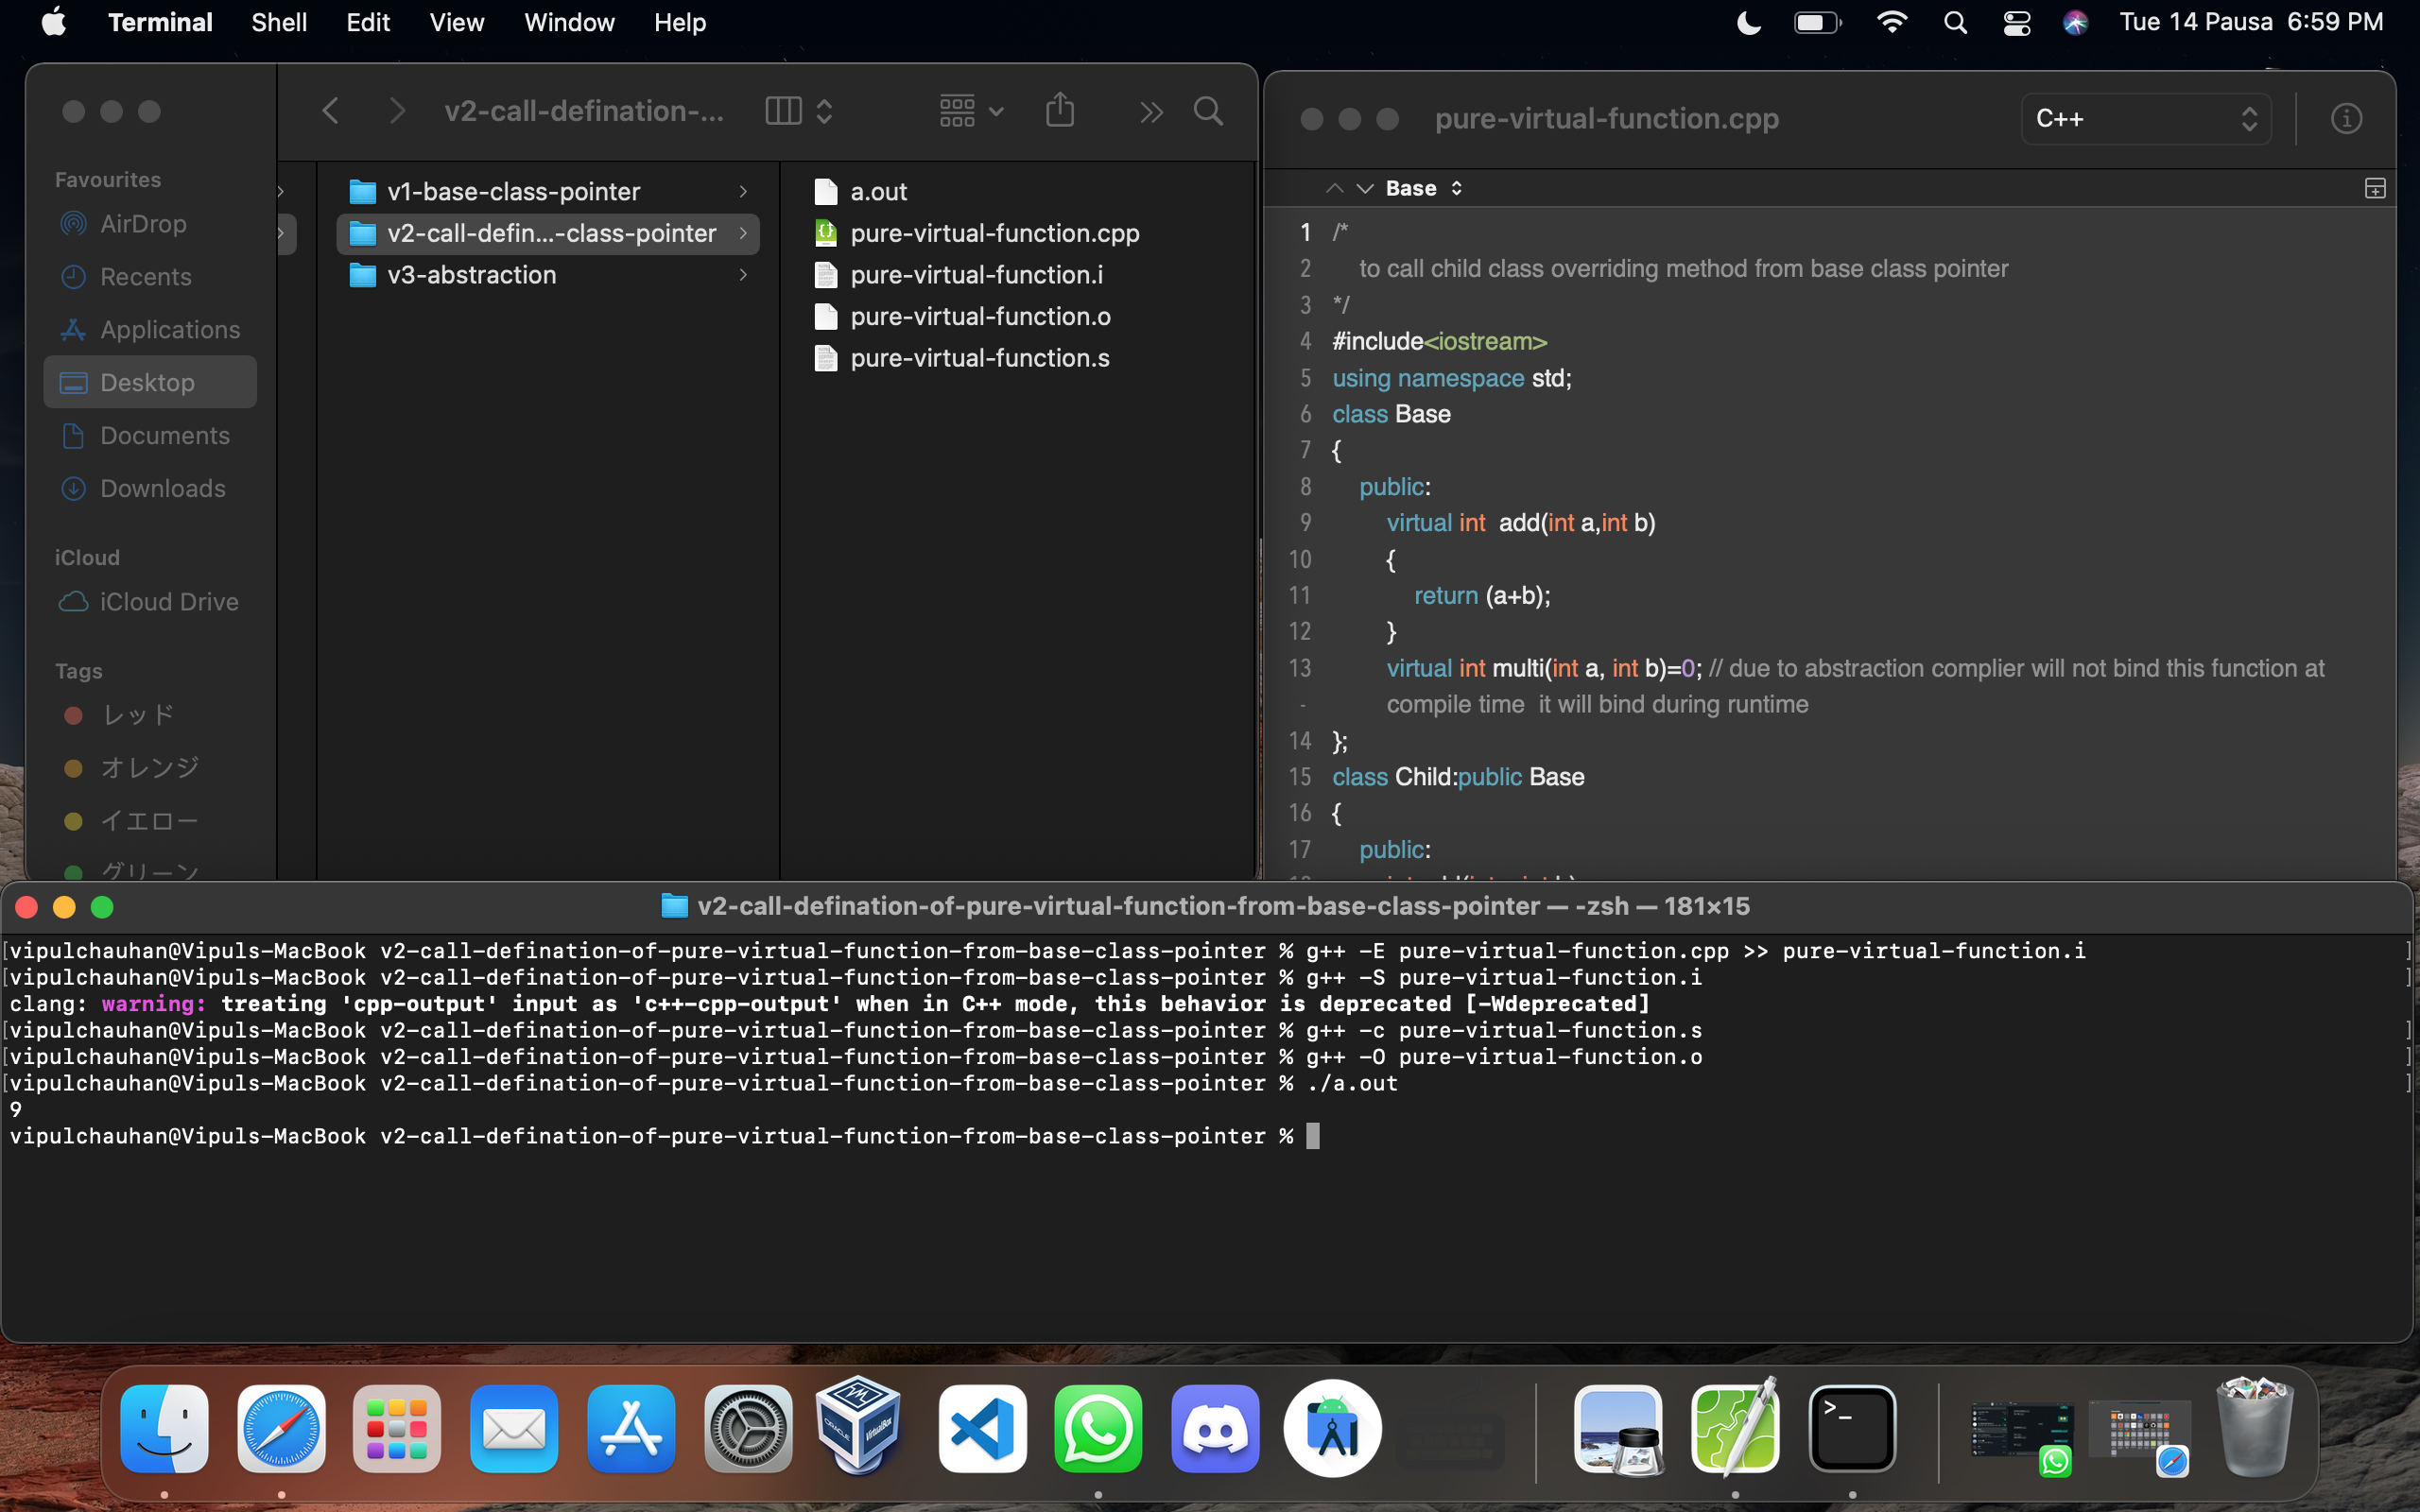 Terminal Shell Edit View Window Help Tue 14 Pausa 6:59 PM
v2-call-defination-...
Favourites
AirDrop
Recents
Applications
Desktop
Documents
Downloads
iCloud
iCloud Drive
Tags
レッド
オレンジ
イエロー
グリーン
v1-base-class-pointer
v2-call-defin...-class-pointer
v3-abstraction
a.out
pure-virtual-function.cpp
pure-virtual-function.i
pure-virtual-function.o
pure-virtual-function.s
pure-virtual-function.cpp C++
Base
1 /*
2 to call child class overriding method from base class pointer
3 */
4 #include<iostream>
5 using namespace std;
6 class Base
7 {
8 public:
9 virtual int  add(int a,int b)
10 {
11 return (a+b);
12 }
13 virtual int multi(int a, int b)=0; // due to abstraction complier will not bind this function at
- compile time  it will bind during runtime
14 };
15 class Child:public Base
16 {
17 public:
v2-call-defination-of-pure-virtual-function-from-base-class-pointer — -zsh — 181×15
[vipulchauhan@Vipuls-MacBook v2-call-defination-of-pure-virtual-function-from-base-class-pointer % g++ -E pure-virtual-function.cpp >> pure-virtual-function.i ]
[vipulchauhan@Vipuls-MacBook v2-call-defination-of-pure-virtual-function-from-base-class-pointer % g++ -S pure-virtual-function.i ]
clang: warning: treating 'cpp-output' input as 'c++-cpp-output' when in C++ mode, this behavior is deprecated [-Wdeprecated]
[vipulchauhan@Vipuls-MacBook v2-call-defination-of-pure-virtual-function-from-base-class-pointer % g++ -c pure-virtual-function.s ]
[vipulchauhan@Vipuls-MacBook v2-call-defination-of-pure-virtual-function-from-base-class-pointer % g++ -O pure-virtual-function.o ]
[vipulchauhan@Vipuls-MacBook v2-call-defination-of-pure-virtual-function-from-base-class-pointer % ./a.out ]
9
vipulchauhan@Vipuls-MacBook v2-call-defination-of-pure-virtual-function-from-base-class-pointer %